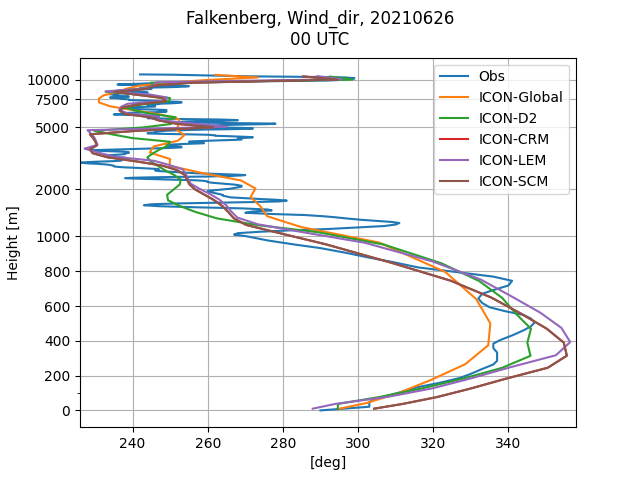 Falkenberg, Wind_dir, 20210626
00 UTC
Obs
ICON-Global
ICON-D2
ICON-CRM
ICON-LEM
ICON-SCM
10000
7500
5000
2000
1000
800
600
400
200
0
Height [m]
240 260 280 300 320 340
[deg]